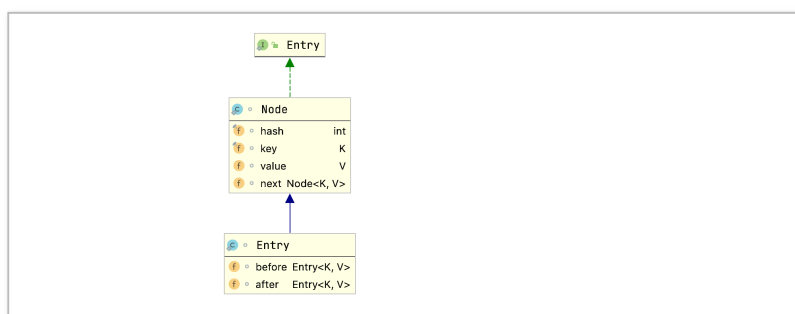 Entry
Node
hash int
key K
value V
next Node<K, V>
Entry
before Entry<K, V>
after Entry<K, V>